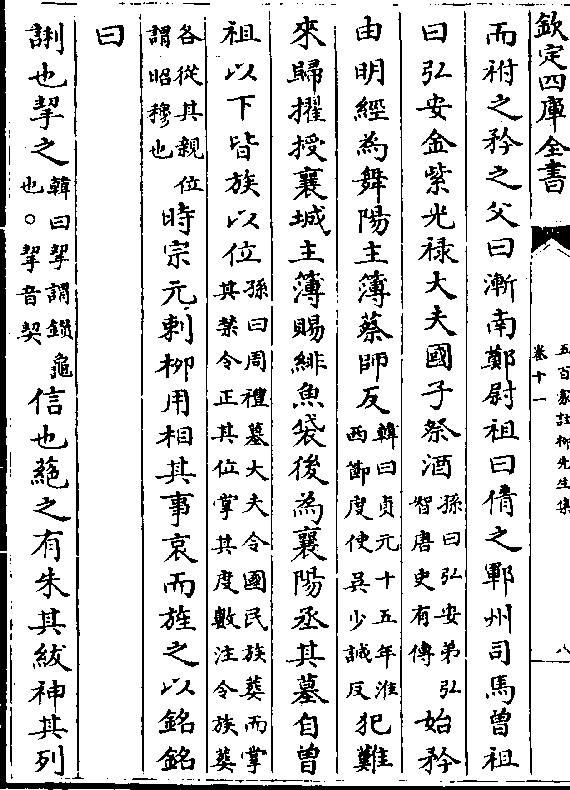 欽定四庫全書
五百家註柳先生集
卷十一
八
而祔之矜之父曰漸南鄭尉祖曰倩之鄆州司馬曾祖
曰弘安金紫光禄大夫國子祭酒孫曰弘安弟弘智唐史有傳始矜
由明經為舞陽主簿蔡師反韓曰貞元十五年淮西節度使吳少誠反犯難
來歸擢授襄城主簿賜緋魚袋後為襄陽丞其墓自曾
祖以下皆族以位孫曰周禮墓大夫令國民族葬而掌其禁令正其位掌其度數注令族葬
各從其親位謂昭穆也時宗元刺栁用相其事哀而旌之以銘銘
曰
也挈之韓曰挈謂鑽龜也○挈音契信也蕝之有朱其紱神其列